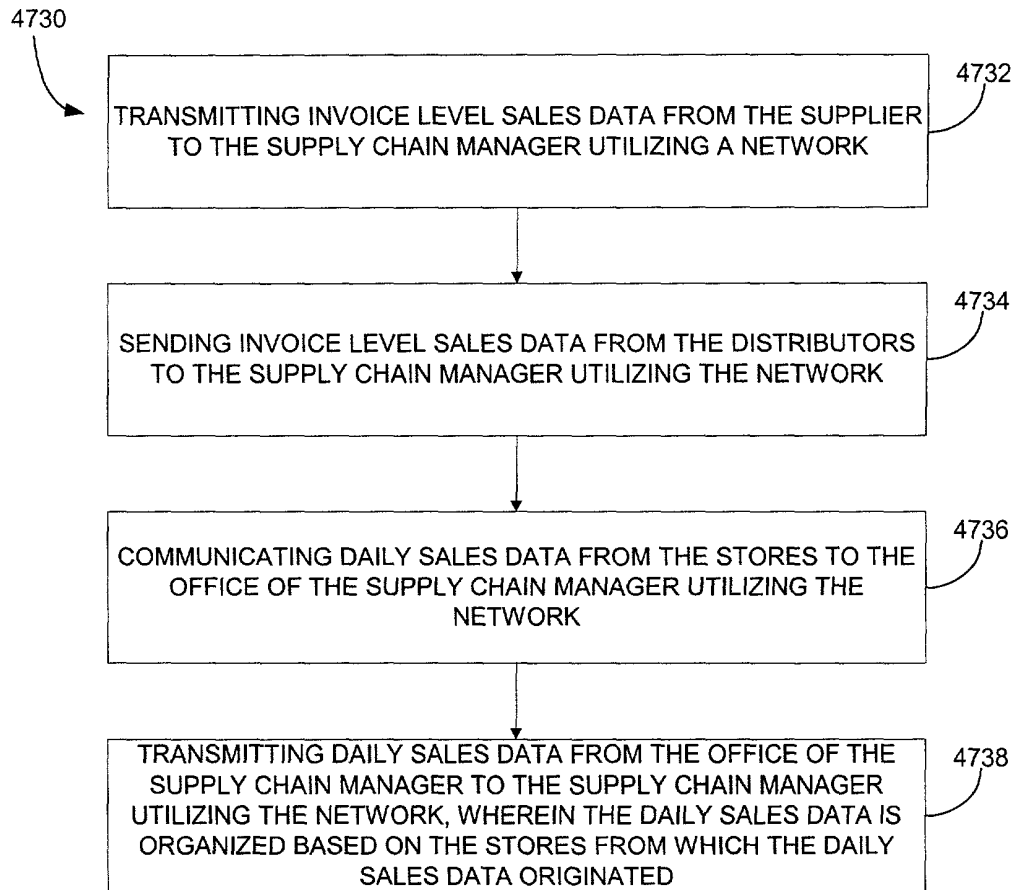 4730
4732
TRANSMITTING INVOICE LEVEL SALES DATA FROM THE SUPPLIER
TO THE SUPPLY CHAIN MANAGER UTILIZING A NETWORK
4734
SENDING INVOICE LEVEL SALES DATA FROM THE DISTRIBUTORS
TO THE SUPPLY CHAIN MANAGER UTILIZING THE NETWORK
4736
COMMUNICATING DAILY SALES DATA FROM THE STORES TO THE
OFFICE OF THE SUPPLY CHAIN MANAGER UTILIZING THE
NETWORK
4738
TRANSMITTING DAILY SALES DATA FROM THE OFFICE OF THE
SUPPLY CHAIN MANAGER TO THE SUPPLY CHAIN MANAGER
UTILIZING THE NETWORK, WHEREIN THE DAILY SALES DATA IS
ORGANIZED BASED ON THE STORES FROM WHICH THE DAILY
SALES DATA ORIGINATED